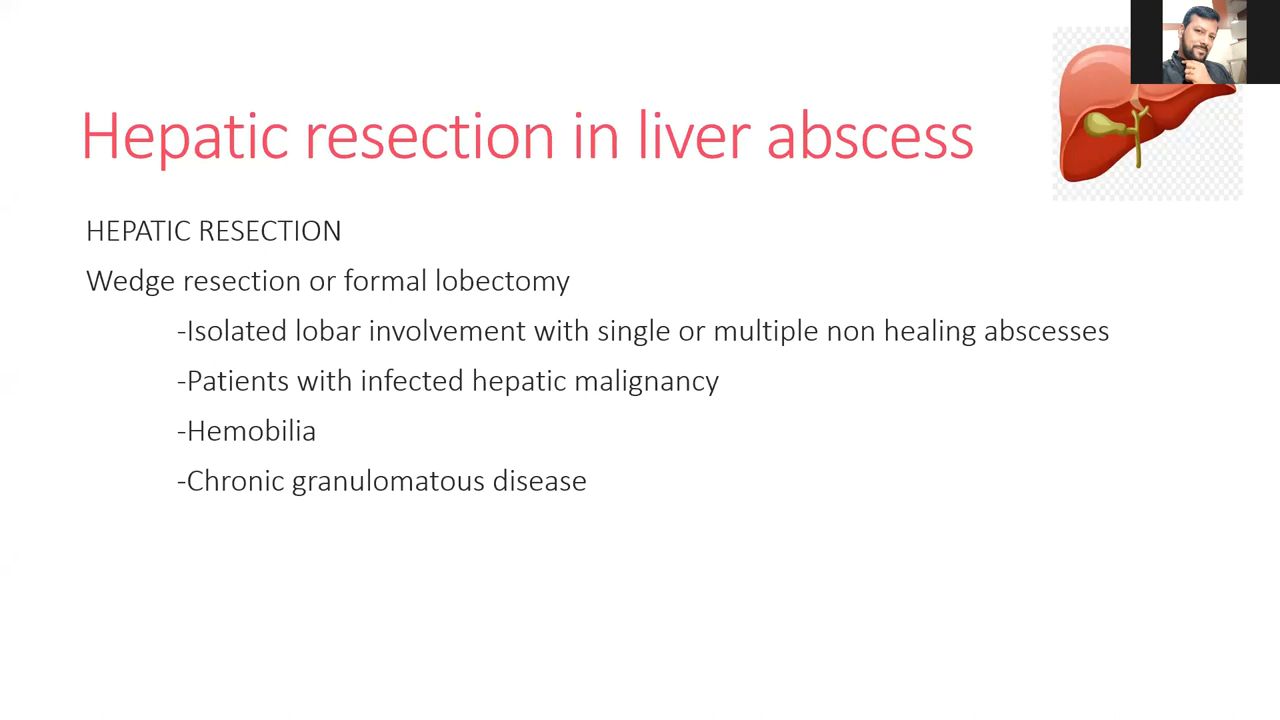 Hepatic resection in liver abscess
HEPATIC RESECTION
Wedge resection or formal lobectomy
-Isolated lobar involvement with single or multiple non healing abscesses
-Patients with infected hepatic malignancy
-Hemobilia
-Chronic granulomatous disease